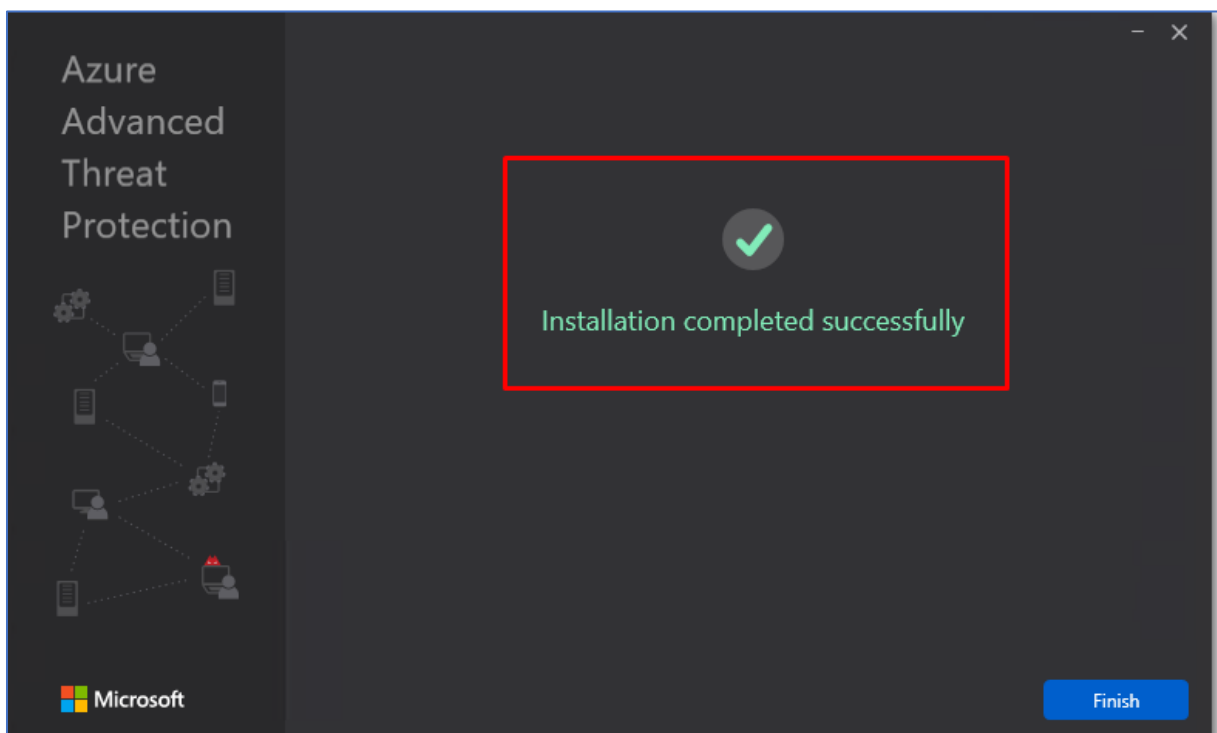 Azure
Advanced
Threat
Protection
Installation completed successfully
Microsoft
Finish